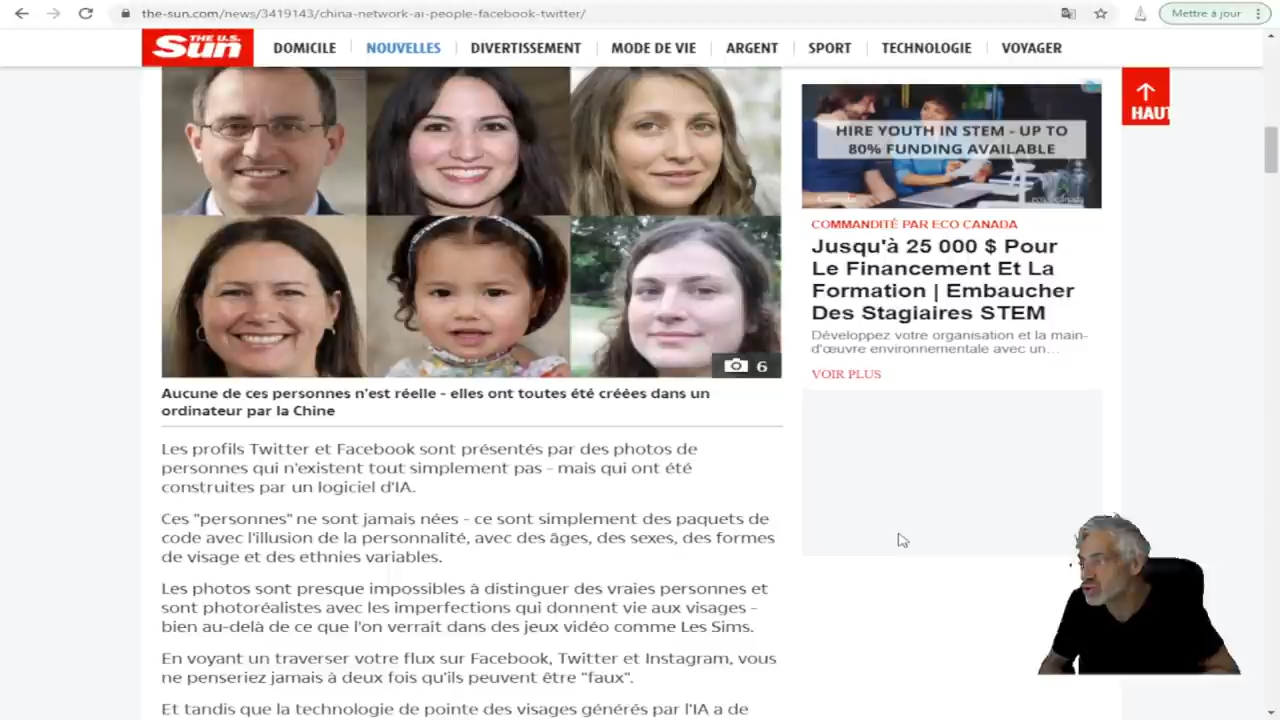 the-sun.com/news/3419143/china-network-ai-people-facebook-twitter/
Mettre à jour
THE U.S. Sun
DOMICILE
NOUVELLES
DIVERTISSEMENT
MODE DE VIE
ARGENT
SPORT
TECHNOLOGIE
VOYAGER
HAUT
6
Aucune de ces personnes n'est réelle - elles ont toutes été créées dans un
ordinateur par la Chine
Les profils Twitter et Facebook sont présentés par des photos de
personnes qui n'existent tout simplement pas - mais qui ont été
construites par un logiciel d'IA.
Ces "personnes" ne sont jamais nées - ce sont simplement des paquets de
code avec l'illusion de la personnalité, avec des âges, des sexes, des formes
de visage et des ethnies variables.
Les photos sont presque impossibles à distinguer des vraies personnes et
sont photoréalistes avec les imperfections qui donnent vie aux visages -
bien au-delà de ce que l'on verrait dans des jeux vidéo comme Les Sims.
En voyant un traverser votre flux sur Facebook, Twitter et Instagram, vous
ne penseriez jamais à deux fois qu'ils peuvent être "faux".
Et tandis que la technologie de pointe des visages générés par l'IA a de
HIRE YOUTH IN STEM - UP TO
80% FUNDING AVAILABLE
COMMANDITÉ PAR ECO CANADA
Jusqu'à 25 000 $ Pour
Le Financement Et La
Formation | Embaucher
Des Stagiaires STEM
Développez votre organisation et la main-
d'œuvre environnementale avec un...
VOIR PLUS